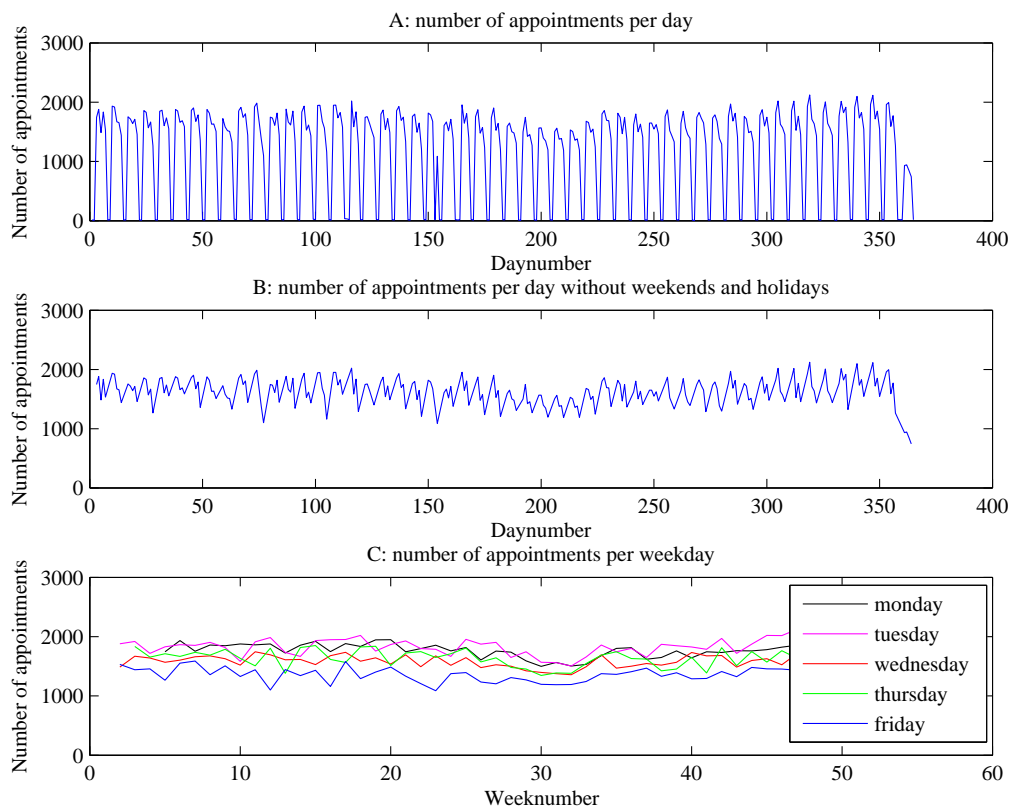 A: number of appointments per day
Number of appointments
3000
2000
1000
0
0 50 100 150 200 250 300 350 400
Daynumber
B: number of appointments per day without weekends and holidays
Number of appointments
3000
2000
1000
0
0 50 100 150 200 250 300 350 400
Daynumber
C: number of appointments per weekday
Number of appointments
3000
2000
1000
0
monday
tuesday
wednesday
thursday
friday
0 10 20 30 40 50 60
Weeknumber